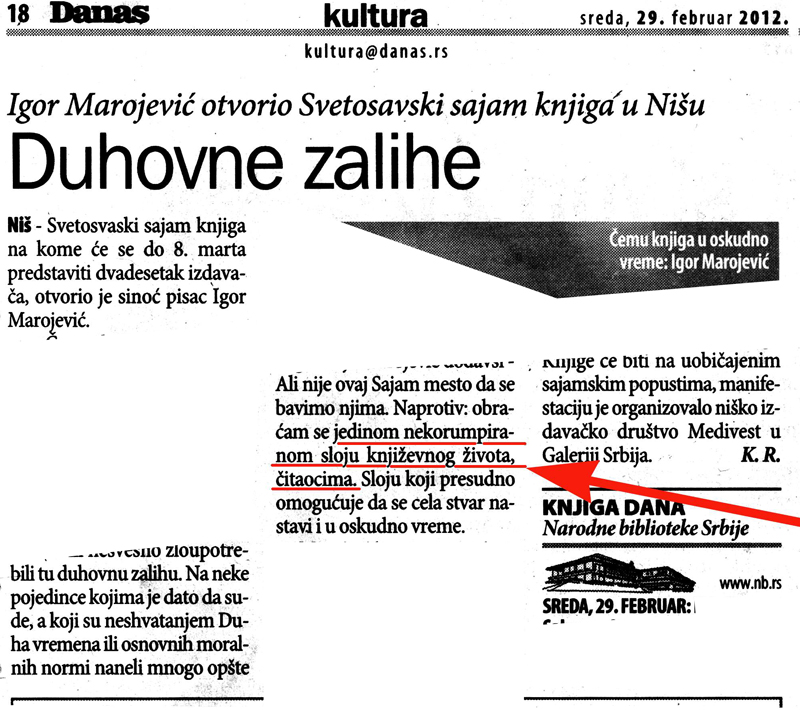 18 Danas
kultura
sreda, 29. februar 2012.
kultura@danas.rs
Igor Marojević otvorio Svetosavski sajam knjiga u Nišu
Duhovne zalihe
Niš - Svetosvaski sajam knjiga
na kome će se do 8. marta
predstaviti dvadesetak izdava-
ča, otvorio je sinoć pisac Igor
Marojević.
Čemu knjiga u oskudno
vreme: Igor Marojević
nesvesno zloupotre-
bili tu duhovnu zalihu. Na neke
pojedince kojima je dato da su-
de, a koji su neshvatanjem Du-
ha vremena ili osnovnih moral-
nih normi naneli mnogo opšte
Ali nije ovaj Sajam mesto da se
bavimo njima. Naprotiv: obra-
ćam se jedinom nekorumpira-
nom sloju književnog života,
čitaocima. Sloju koji presudno
omogućuje da se cela stvar na-
stavi i u oskudno vreme.
Knjige će biti na uobičajenim
sajamskim popustima, manife-
staciju je organizovalo niško iz-
davačko društvo Medivest u
Galeriji Srbija. K. R.
KNJIGA DANA
Narodne biblioteke Srbije
www.nb.rs
SREDA, 29. FEBRUAR: